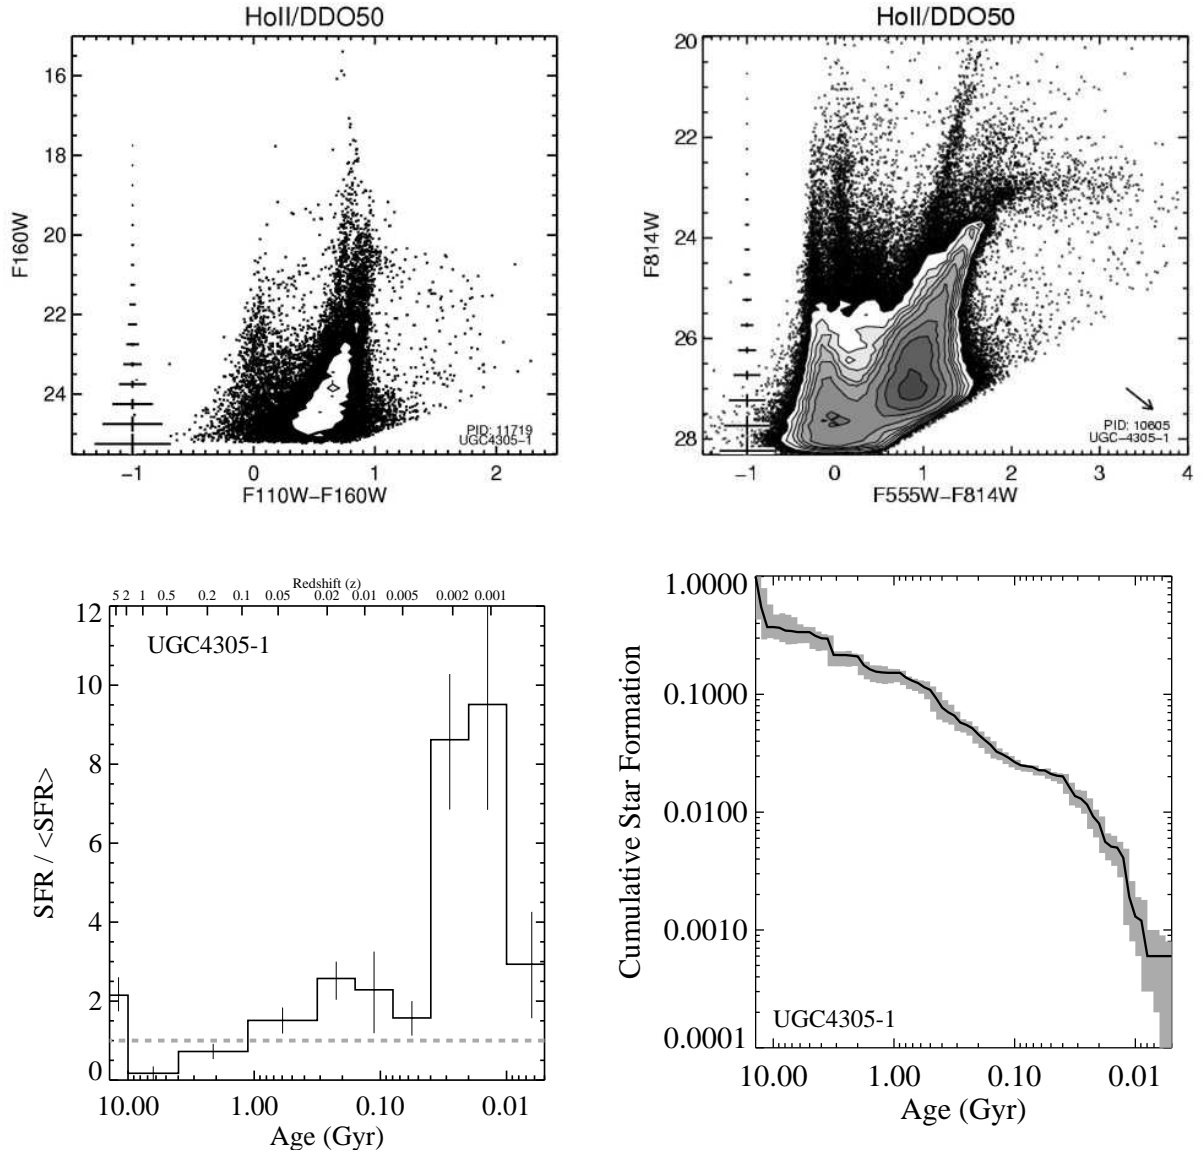 HoII/DDO50
16
18
20
22
24
F160W
−1
0
1
2
F110W−F160W
PID: 11719
UGC4305−1
HoII/DDO50
20
22
24
26
28
F814W
−1
0
1
2
3
4
F555W−F814W
PID: 10605
UGC−4305−1
Redshift (z)
5 2 1 0.5 0.2 0.1 0.05 0.02 0.01 0.005 0.002 0.001
UGC4305-1
12
10
8
6
4
2
0
SFR / <SFR>
10.00 1.00 0.10 0.01
Age (Gyr)
1.0000
0.1000
0.0100
0.0010
0.0001
Cumulative Star Formation
UGC4305-1
10.00 1.00 0.10 0.01
Age (Gyr)